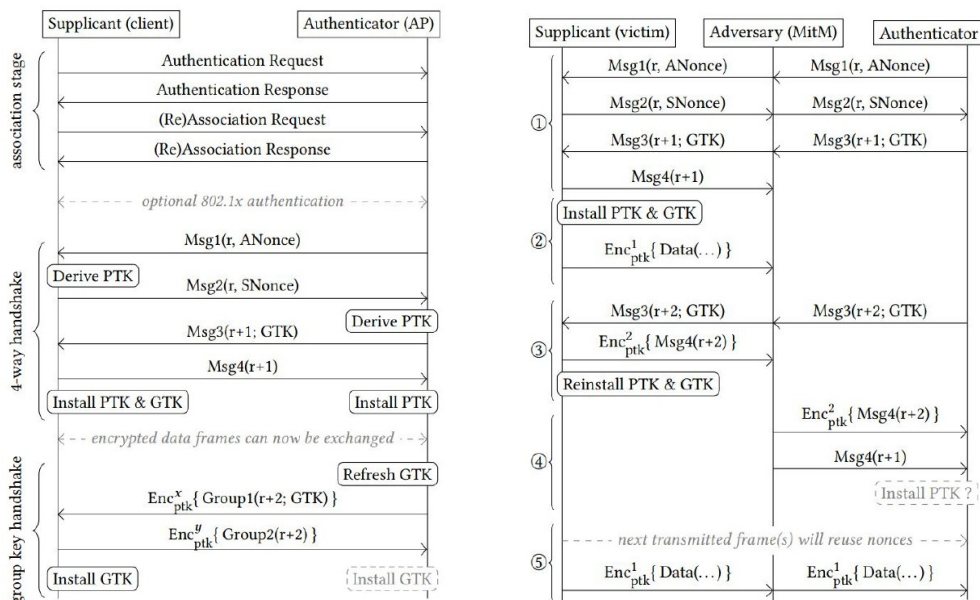 Supplicant (client)
Authenticator (AP)
association stage
Authentication Request
Authentication Response
(Re)Association Request
(Re)Association Response
optional 802.1x authentication
4-way handshake
Msg1(r, ANonce)
Derive PTK
Msg2(r, SNonce)
Derive PTK
Msg3(r+1; GTK)
Msg4(r+1)
Install PTK & GTK
Install PTK
encrypted data frames can now be exchanged
group key handshake
Refresh GTK
Enc^x_ptk{ Group1(r+2; GTK) }
Enc^y_ptk{ Group2(r+2) }
Install GTK
Install GTK
Supplicant (victim)
Adversary (MitM)
Authenticator
①
Msg1(r, ANonce)
Msg1(r, ANonce)
Msg2(r, SNonce)
Msg2(r, SNonce)
Msg3(r+1; GTK)
Msg3(r+1; GTK)
Msg4(r+1)
②
Install PTK & GTK
Enc^1_ptk{ Data(...) }
③
Msg3(r+2; GTK)
Msg3(r+2; GTK)
Enc^2_ptk{ Msg4(r+2) }
Reinstall PTK & GTK
④
Enc^2_ptk{ Msg4(r+2) }
Msg4(r+1)
Install PTK ?
⑤
next transmitted frame(s) will reuse nonces
Enc^1_ptk{ Data(...) }
Enc^1_ptk{ Data(...) }